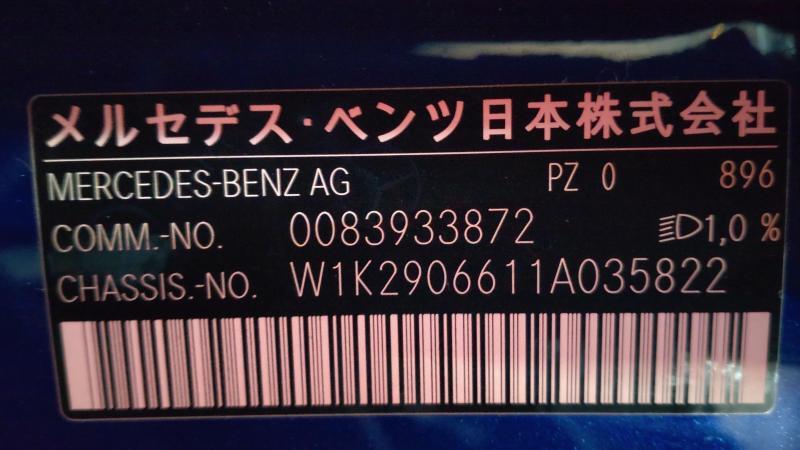 メルセデス・ベンツ日本株式会社
MERCEDES-BENZ AG PZ 0 896
COMM.-NO. 0083933872 1,0 %
CHASSIS.-NO. W1K2906611A035822